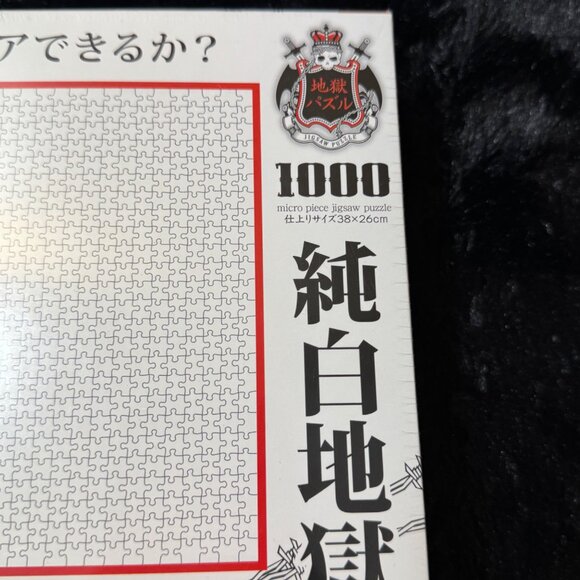 アできるか？
地獄
パズル
JIGSAW PUZZLE
1000
micro piece jigsaw puzzle
仕上りサイズ38×26cm
純白地獄